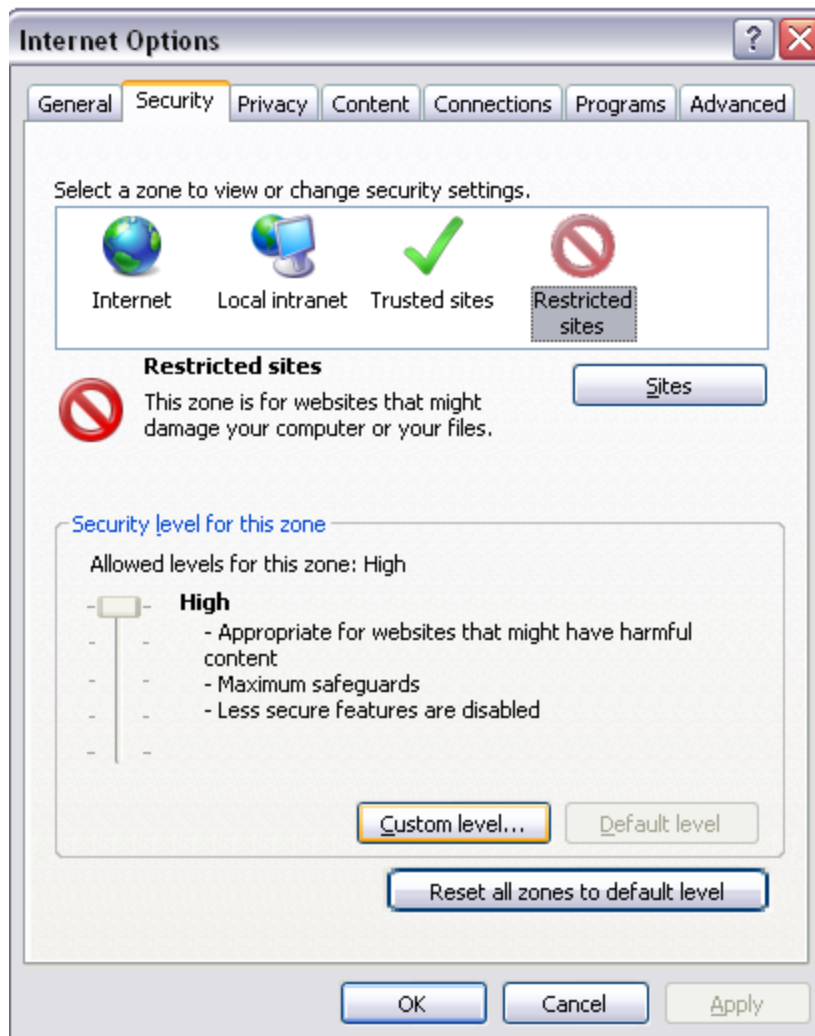 Internet Options
?
General Security Privacy Content Connections Programs Advanced
Select a zone to view or change security settings.
Internet Local intranet Trusted sites Restricted
sites
Restricted sites
Sites
This zone is for websites that might
damage your computer or your files.
Security level for this zone
Allowed levels for this zone: High
High
- Appropriate for websites that might have harmful
content
- Maximum safeguards
- Less secure features are disabled
Custom level... Default level
Reset all zones to default level
OK Cancel Apply